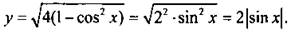 y = √(4(1−cos² x)) = √(2² · sin² x) = 2|sin x|.